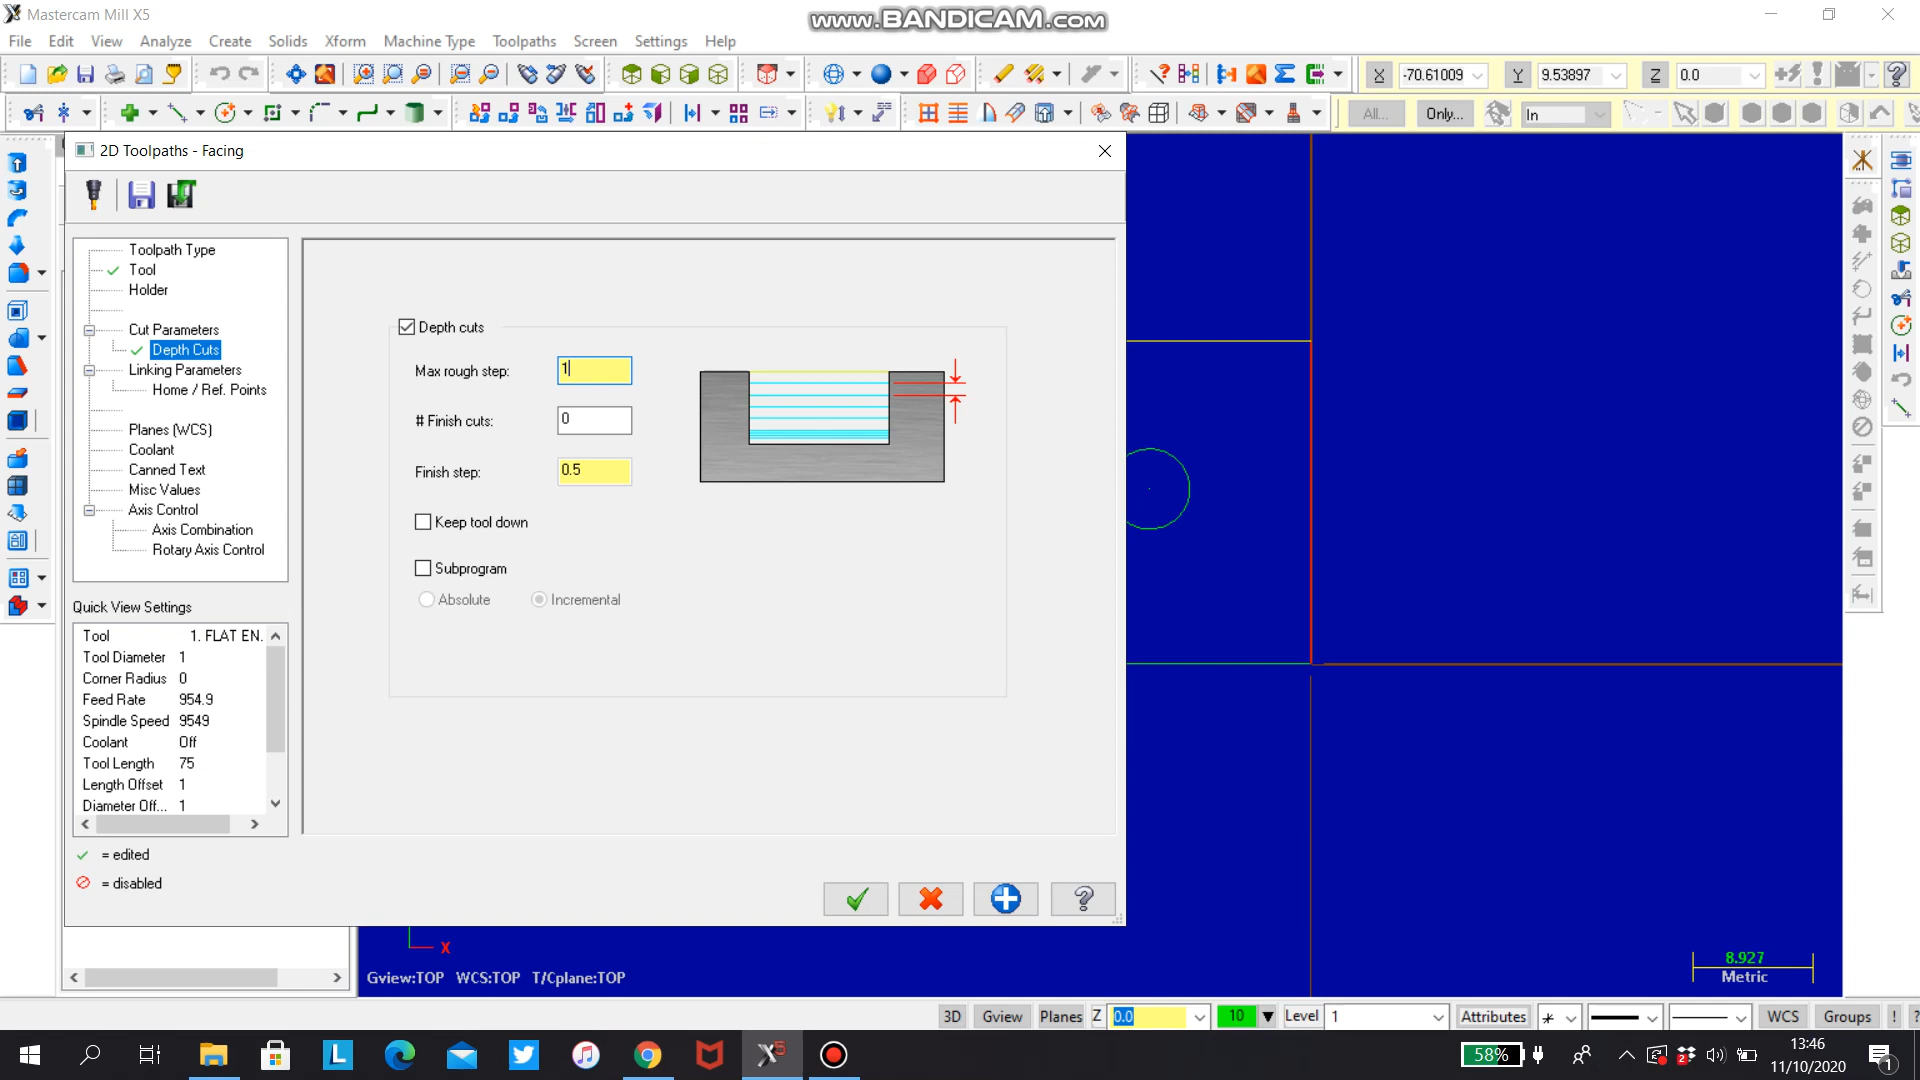 Mastercam Mill X5
www.BANDICAM.com
File Edit View Analyze Create Solids Xform Machine Type Toolpaths Screen Settings Help
X -70.61009 Y 9.53897 Z 0.0
All... Only... In
2D Toolpaths - Facing
Toolpath Type
Tool
Holder
Cut Parameters
Depth Cuts
Linking Parameters
Home / Ref. Points
Planes (WCS)
Coolant
Canned Text
Misc Values
Axis Control
Axis Combination
Rotary Axis Control
Depth cuts
Max rough step: 1
# Finish cuts: 0
Finish step: 0.5
Keep tool down
Subprogram
Absolute Incremental
Quick View Settings
Tool 1. FLAT EN.
Tool Diameter 1
Corner Radius 0
Feed Rate 954.9
Spindle Speed 9549
Coolant Off
Tool Length 75
Length Offset 1
Diameter Off... 1
= edited
= disabled
X
Gview:TOP WCS:TOP T/Cplane:TOP
8.927
Metric
3D Gview Planes Z 0.0 10 Level 1 Attributes WCS Groups ! ?
58%
13:46
11/10/2020